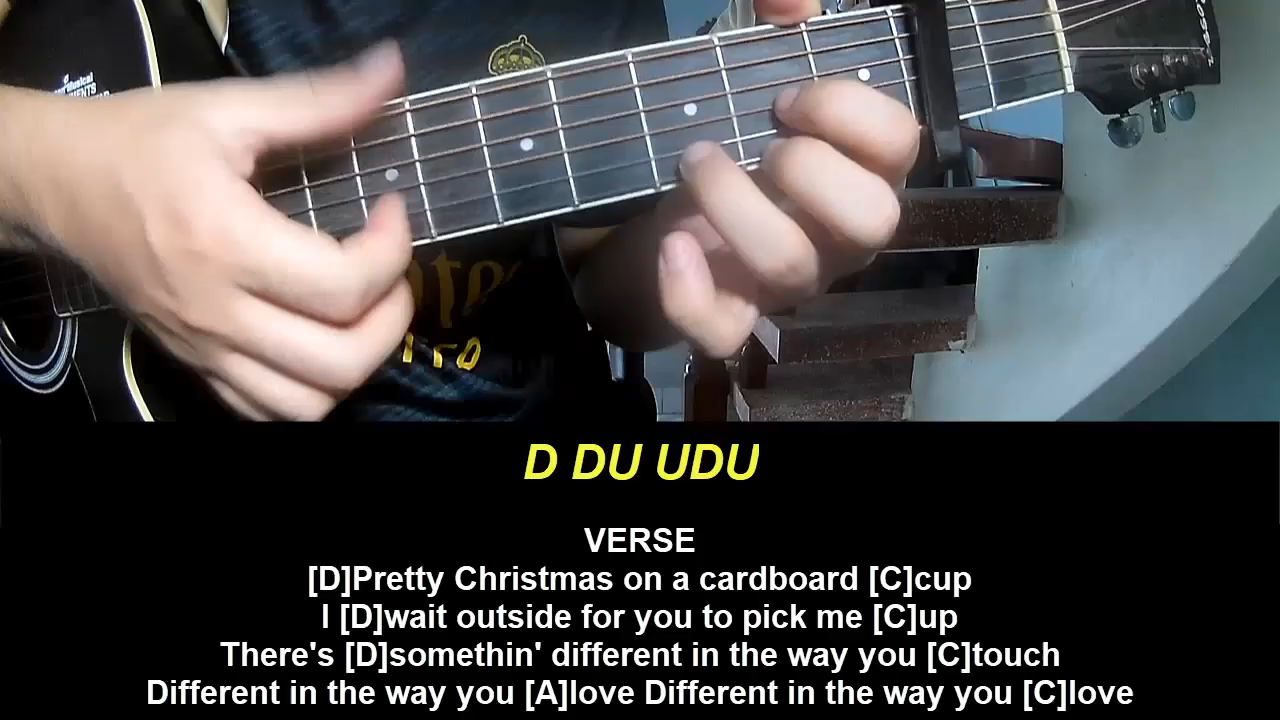 D DU UDU
VERSE
[D]Pretty Christmas on a cardboard [C]cup
I [D]wait outside for you to pick me [C]up
There's [D]somethin' different in the way you [C]touch
Different in the way you [A]love Different in the way you [C]love